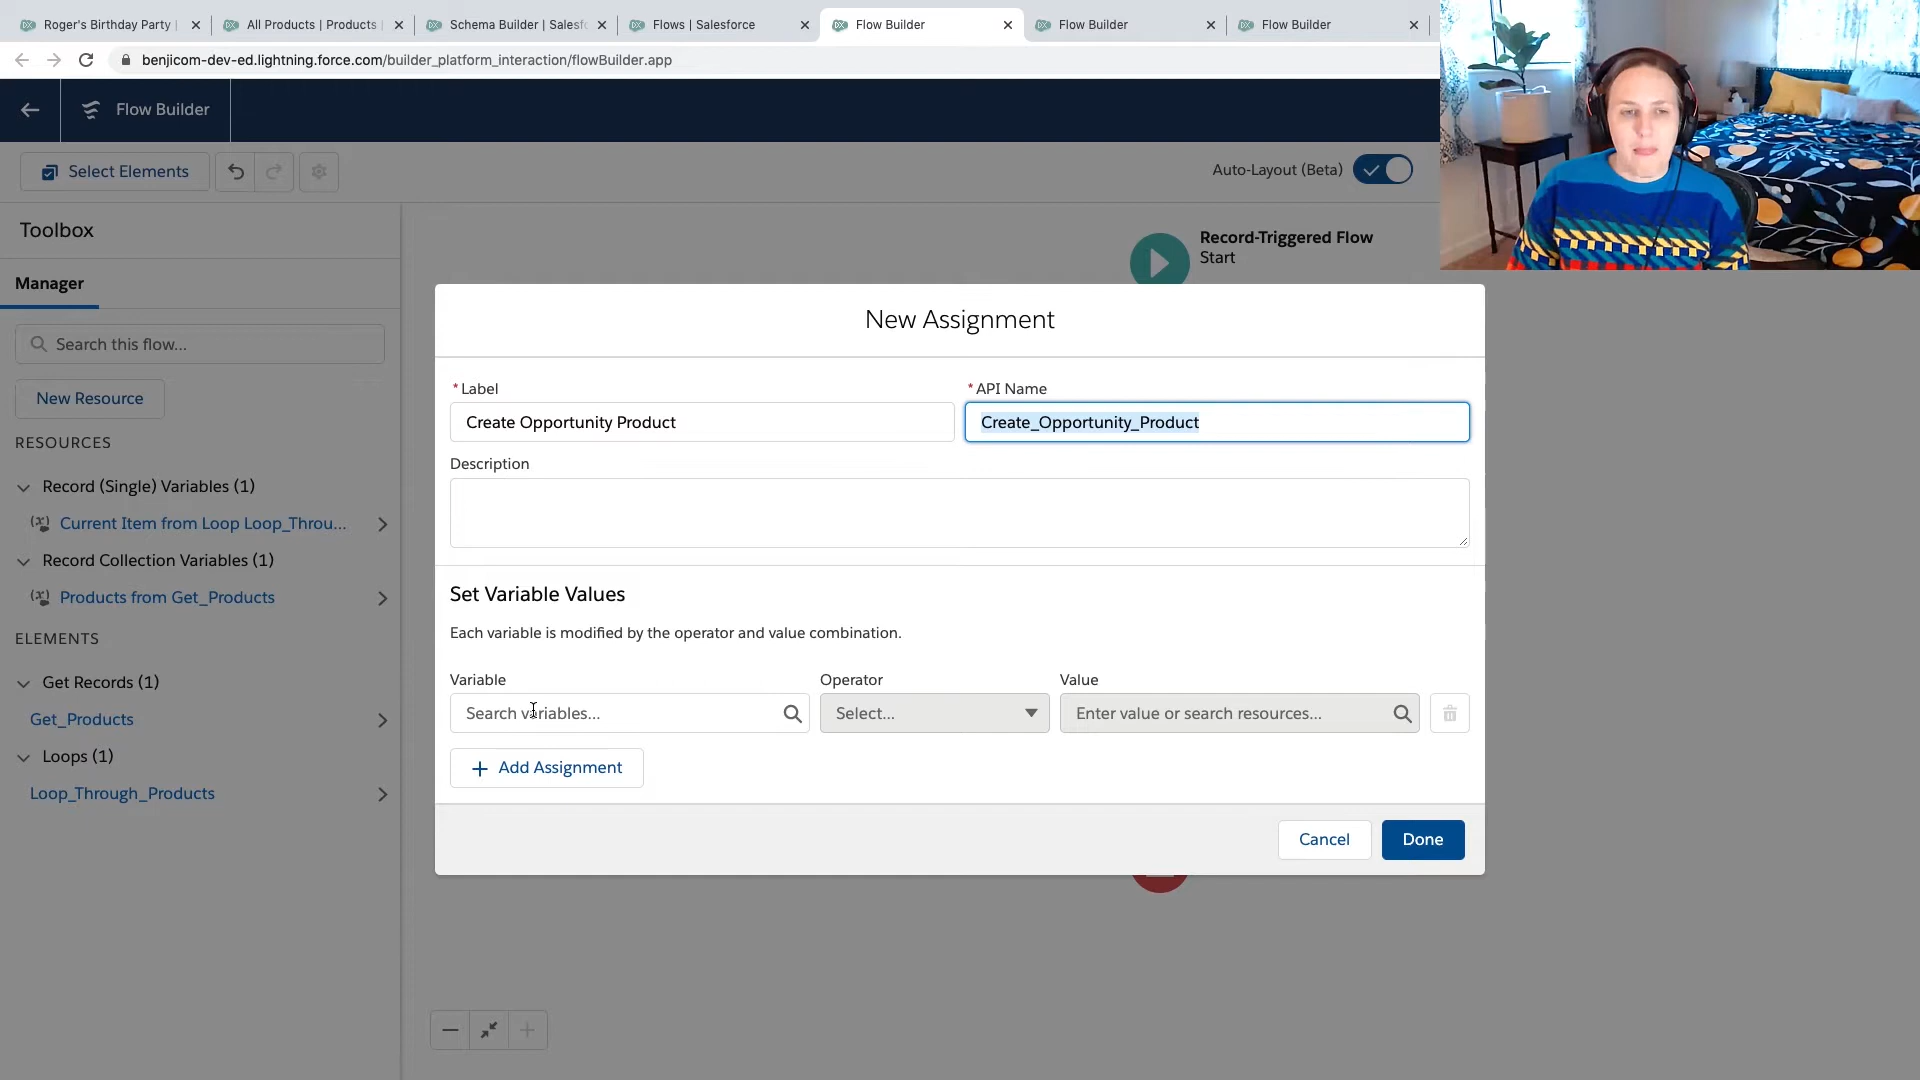 Roger's Birthday Party |
All Products | Products |
Schema Builder | Salesfo
Flows | Salesforce
Flow Builder
Flow Builder
Flow Builder
benjicom-dev-ed.lightning.force.com/builder_platform_interaction/flowBuilder.app
Flow Builder
Select Elements
Auto-Layout (Beta)
Toolbox
Manager
Search this flow...
New Resource
RESOURCES
Record (Single) Variables (1)
Current Item from Loop Loop_Throu...
Record Collection Variables (1)
Products from Get_Products
ELEMENTS
Get Records (1)
Get_Products
Loops (1)
Loop_Through_Products
Record-Triggered Flow
Start
New Assignment
* Label
* API Name
Create Opportunity Product
Create_Opportunity_Product
Description
Set Variable Values
Each variable is modified by the operator and value combination.
Variable
Operator
Value
Search variables...
Select...
Enter value or search resources...
+ Add Assignment
Cancel
Done